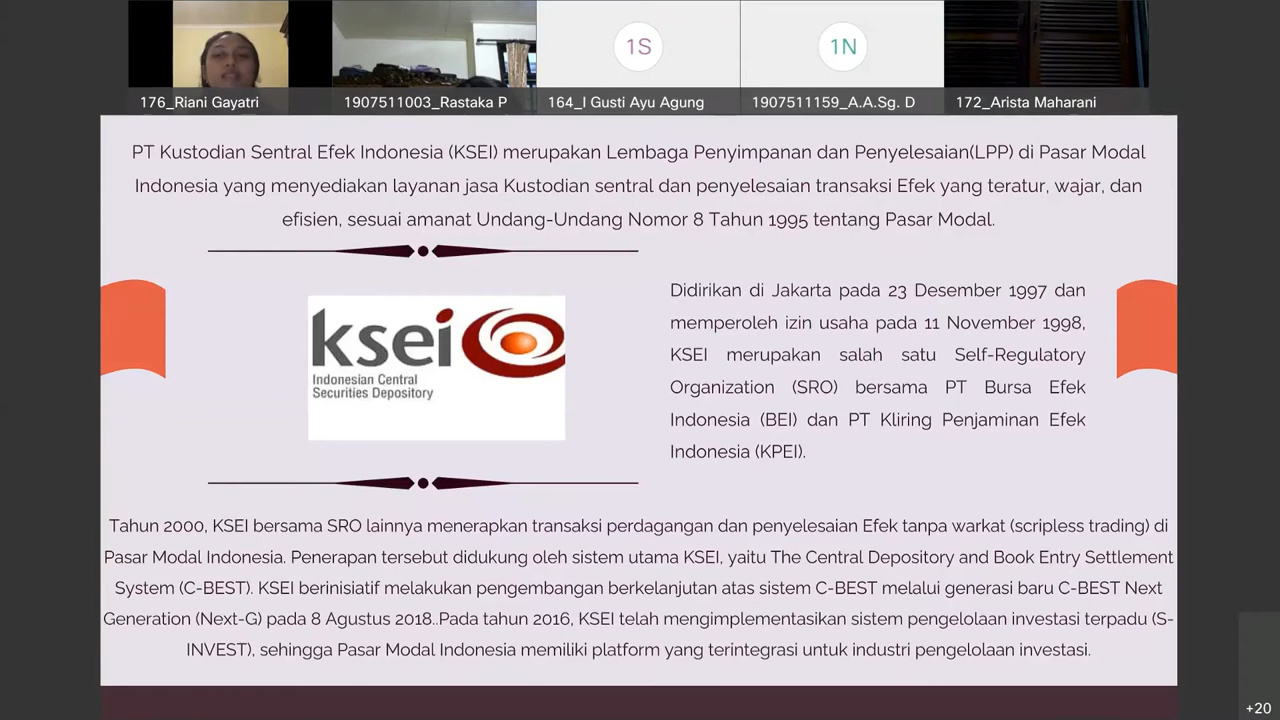 1S
1N
176_Riani Gayatri
1907511003_Rastaka P
164_I Gusti Ayu Agung
1907511159_A.A.Sg. D
172_Arista Maharani
PT Kustodian Sentral Efek Indonesia (KSEI) merupakan Lembaga Penyimpanan dan Penyelesaian(LPP) di Pasar Modal
Indonesia yang menyediakan layanan jasa Kustodian sentral dan penyelesaian transaksi Efek yang teratur, wajar, dan
efisien, sesuai amanat Undang-Undang Nomor 8 Tahun 1995 tentang Pasar Modal.
ksei
Indonesian Central
Securities Depository
Didirikan di Jakarta pada 23 Desember 1997 dan
memperoleh izin usaha pada 11 November 1998,
KSEI merupakan salah satu Self-Regulatory
Organization (SRO) bersama PT Bursa Efek
Indonesia (BEI) dan PT Kliring Penjaminan Efek
Indonesia (KPEI).
Tahun 2000, KSEI bersama SRO lainnya menerapkan transaksi perdagangan dan penyelesaian Efek tanpa warkat (scripless trading) di
Pasar Modal Indonesia. Penerapan tersebut didukung oleh sistem utama KSEI, yaitu The Central Depository and Book Entry Settlement
System (C-BEST). KSEI berinisiatif melakukan pengembangan berkelanjutan atas sistem C-BEST melalui generasi baru C-BEST Next
Generation (Next-G) pada 8 Agustus 2018..Pada tahun 2016, KSEI telah mengimplementasikan sistem pengelolaan investasi terpadu (S-
INVEST), sehingga Pasar Modal Indonesia memiliki platform yang terintegrasi untuk industri pengelolaan investasi.
+20